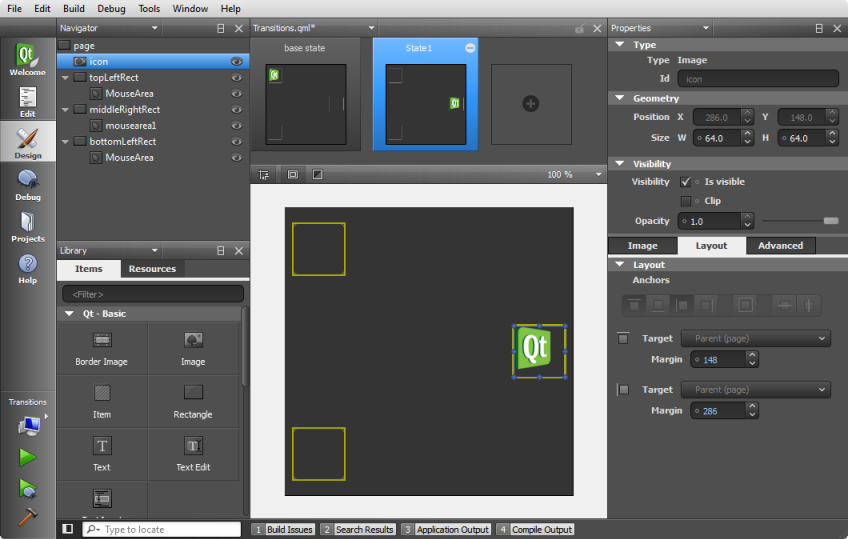 File Edit Build Debug Tools Window Help
Navigator
Transitions.qml*
Properties
page
icon
topLeftRect
MouseArea
middleRightRect
mousearea1
bottomLeftRect
MouseArea
Qt
Welcome
Edit
Design
Debug
Projects
Help
Transitions
base state
State1
Qt
Qt
100 %
Qt
Library
Items Resources
<Filter>
Qt - Basic
Border Image Image
Item Rectangle
Text Text Edit
Type
Type Image
Id icon
Geometry
Position X 286.0 Y 148.0
Size W 64.0 H 64.0
Visibility
Visibility Is visible
Clip
Opacity 1.0
Image Layout Advanced
Layout
Anchors
Target Parent (page)
Margin 148
Target Parent (page)
Margin 286
Type to locate
1 Build Issues 2 Search Results 3 Application Output 4 Compile Output